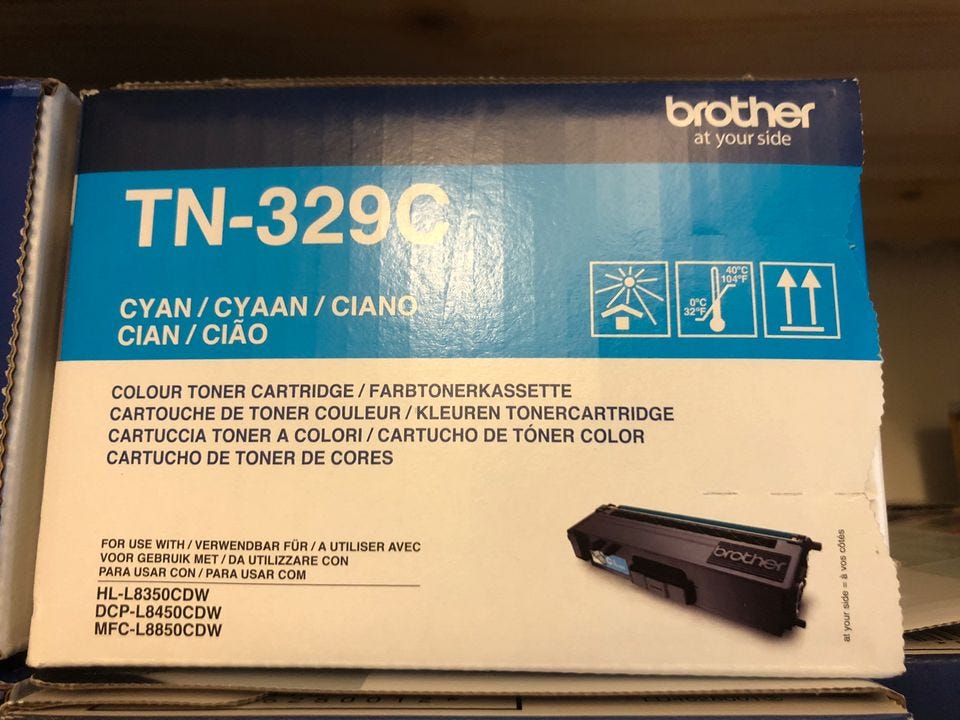 brother
at your side
TN-329C
40°C
104°F
0°C
32°F
CYAN / CYAAN / CIANO
CIAN / CIÃO
COLOUR TONER CARTRIDGE / FARBTONERKASSETTE
CARTOUCHE DE TONER COULEUR / KLEUREN TONERCARTRIDGE
CARTUCCIA TONER A COLORI / CARTUCHO DE TÓNER COLOR
CARTUCHO DE TONER DE CORES
brother
FOR USE WITH / VERWENDBAR FÜR / A UTILISER AVEC
VOOR GEBRUIK MET / DA UTILIZZARE CON
PARA USAR CON / PARA USAR COM
HL-L8350CDW
DCP-L8450CDW
MFC-L8850CDW
at your side = à vos côtés